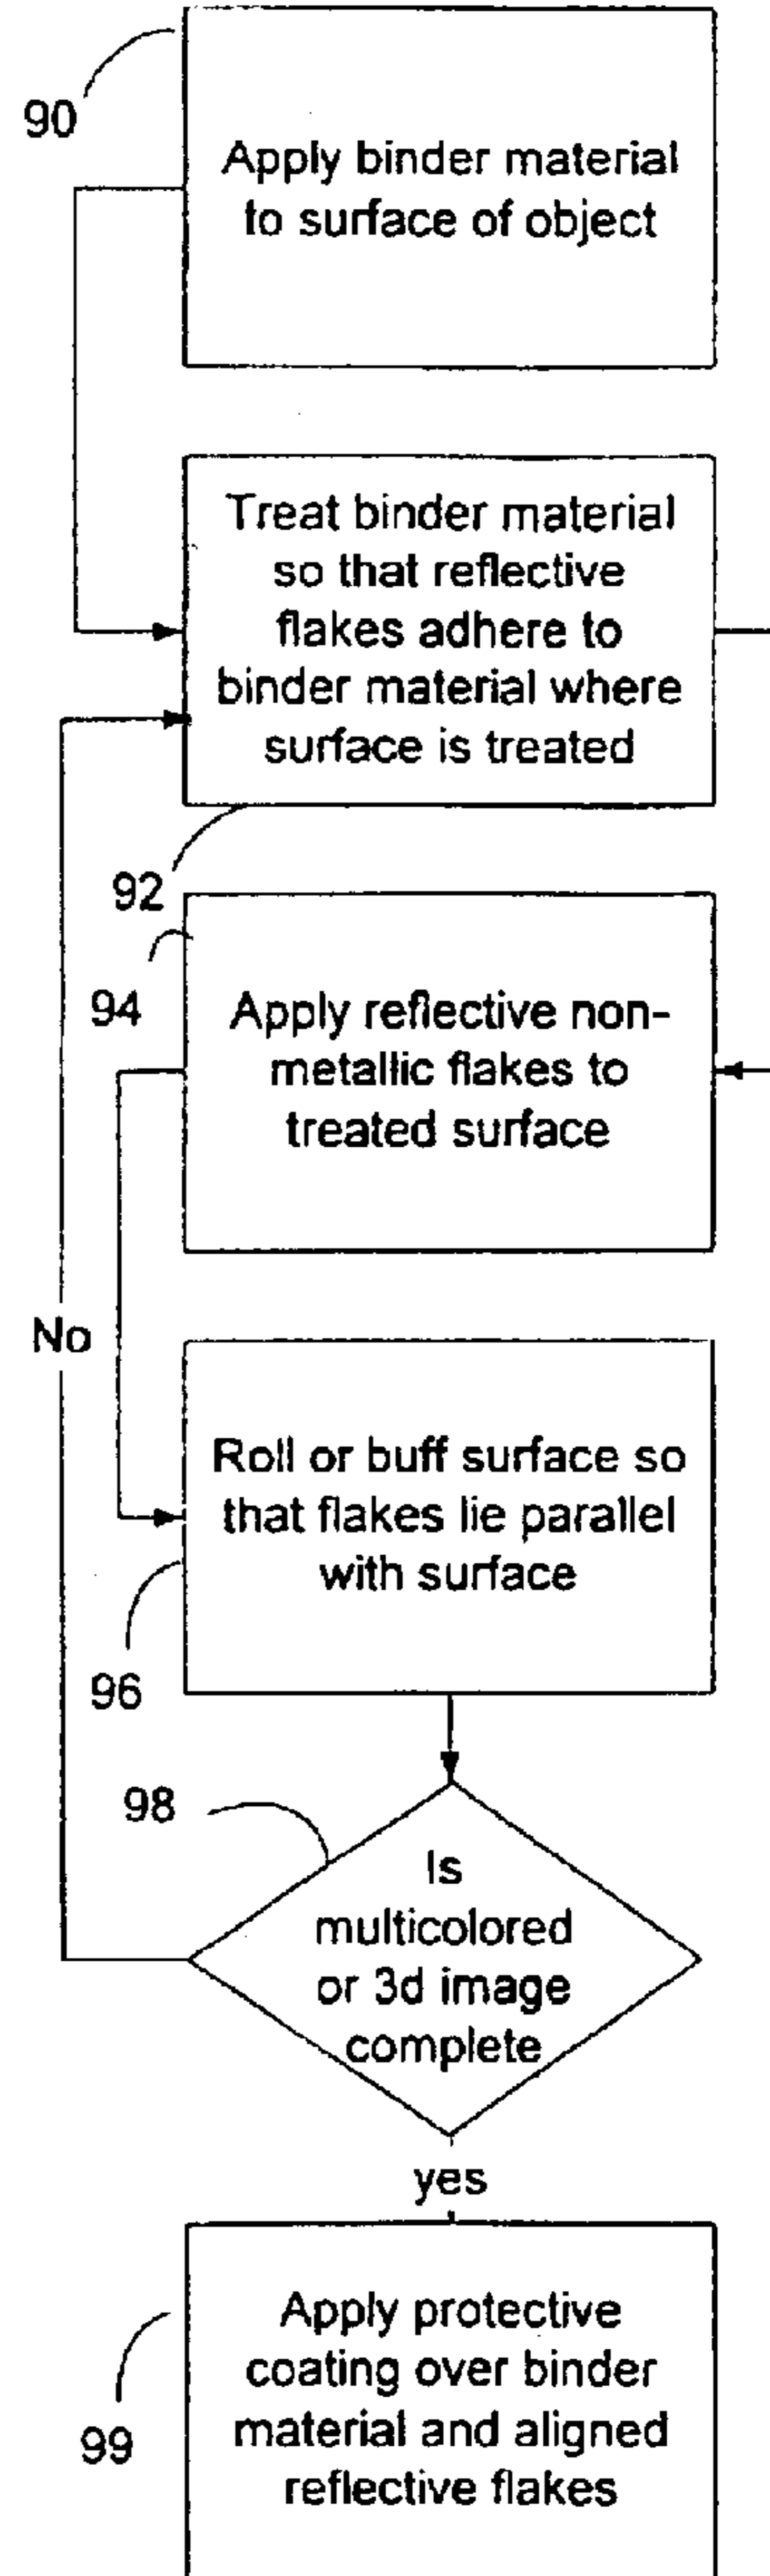 90
Apply binder material
to surface of object
Treat binder material
so that reflective
flakes adhere to
binder material where
surface is treated
92
94
Apply reflective non-
metallic flakes to
treated surface
No
Roll or buff surface so
that flakes lie parallel
with surface
96
98
Is
multicolored
or 3d image
complete
yes
Apply protective
coating over binder
material and aligned
reflective flakes
99